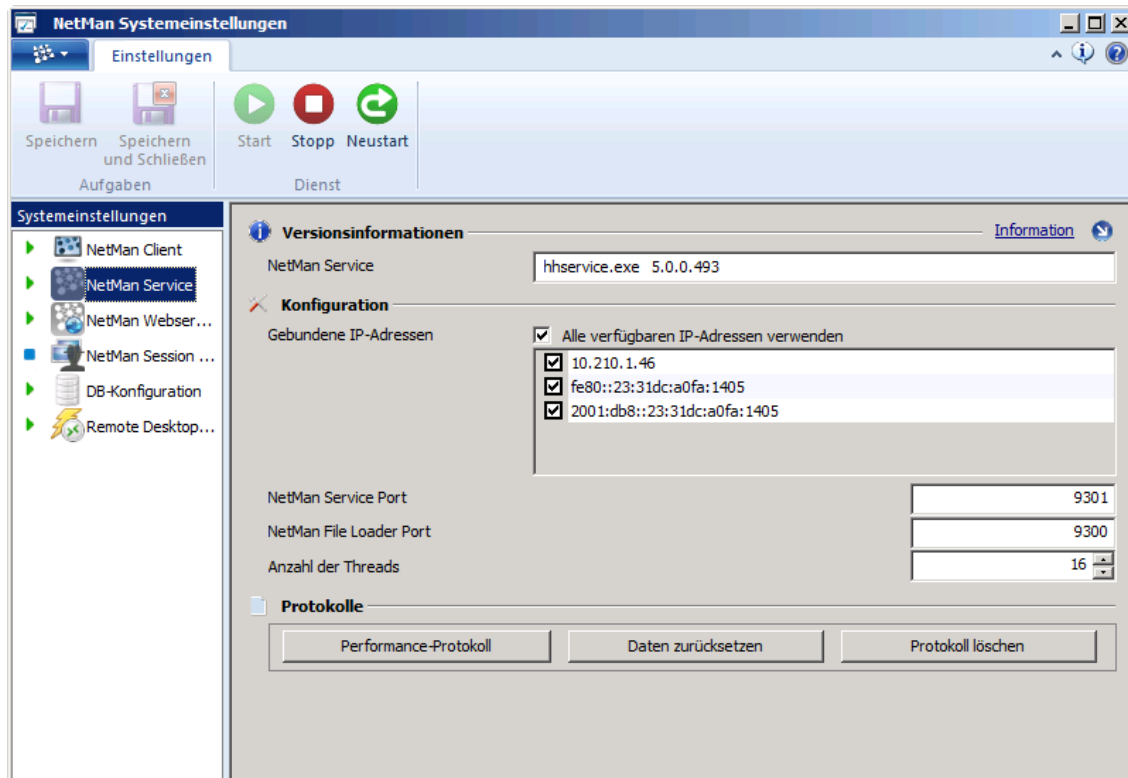 NetMan Systemeinstellungen
Einstellungen
Speichern
Speichern und Schließen
Start
Stopp
Neustart
Aufgaben
Dienst
Systemeinstellungen
NetMan Client
NetMan Service
NetMan Webser...
NetMan Session ...
DB-Konfiguration
Remote Desktop...
Versionsinformationen
Information
NetMan Service
hhservice.exe 5.0.0.493
Konfiguration
Gebundene IP-Adressen
Alle verfügbaren IP-Adressen verwenden
10.210.1.46
fe80::23:31dc:a0fa:1405
2001:db8::23:31dc:a0fa:1405
NetMan Service Port
9301
NetMan File Loader Port
9300
Anzahl der Threads
16
Protokolle
Performance-Protokoll
Daten zurücksetzen
Protokoll löschen